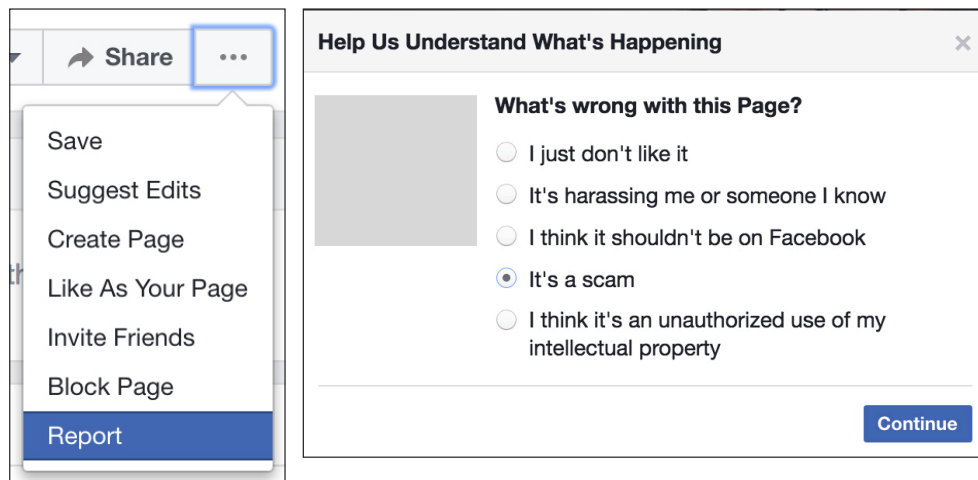 Share
Save
Suggest Edits
Create Page
Like As Your Page
Invite Friends
Block Page
Report
Help Us Understand What's Happening
What's wrong with this Page?
I just don't like it
It's harassing me or someone I know
I think it shouldn't be on Facebook
It's a scam
I think it's an unauthorized use of my
intellectual property
Continue